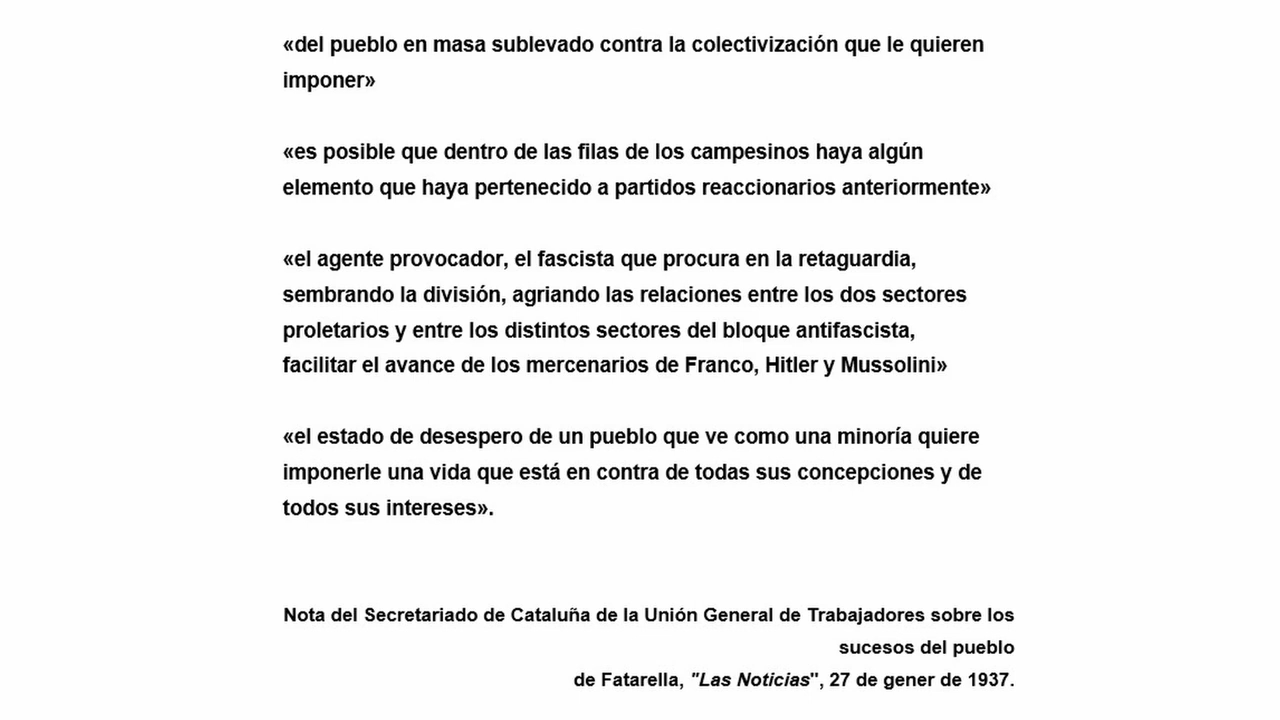 «del pueblo en masa sublevado contra la colectivización que le quieren
imponer»
«es posible que dentro de las filas de los campesinos haya algún
elemento que haya pertenecido a partidos reaccionarios anteriormente»
«el agente provocador, el fascista que procura en la retaguardia,
sembrando la división, agriando las relaciones entre los dos sectores
proletarios y entre los distintos sectores del bloque antifascista,
facilitar el avance de los mercenarios de Franco, Hitler y Mussolini»
«el estado de desespero de un pueblo que ve como una minoría quiere
imponerle una vida que está en contra de todas sus concepciones y de
todos sus intereses».
Nota del Secretariado de Cataluña de la Unión General de Trabajadores sobre los
sucesos del pueblo
de Fatarella, "Las Noticias", 27 de gener de 1937.